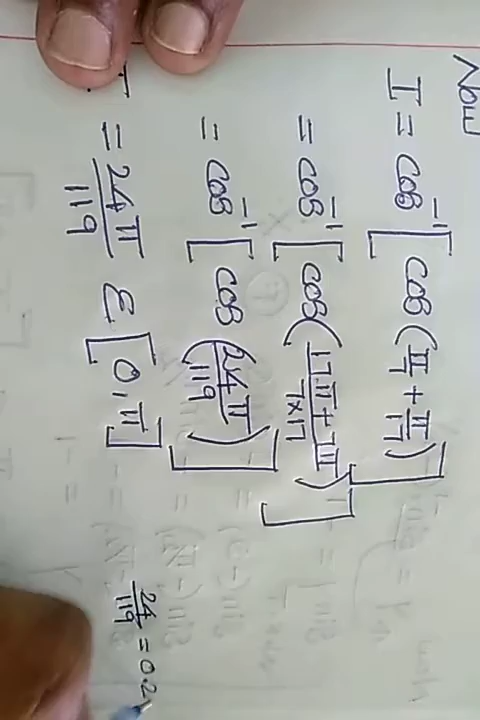 Now
I = cos⁻¹[cos(π/7 + π/17)]
= cos⁻¹[cos((17π + 7π)/(7×17))]
= cos⁻¹[cos(24π/119)]
I = 24π/119 ε [0, π]
24/119 = 0.2